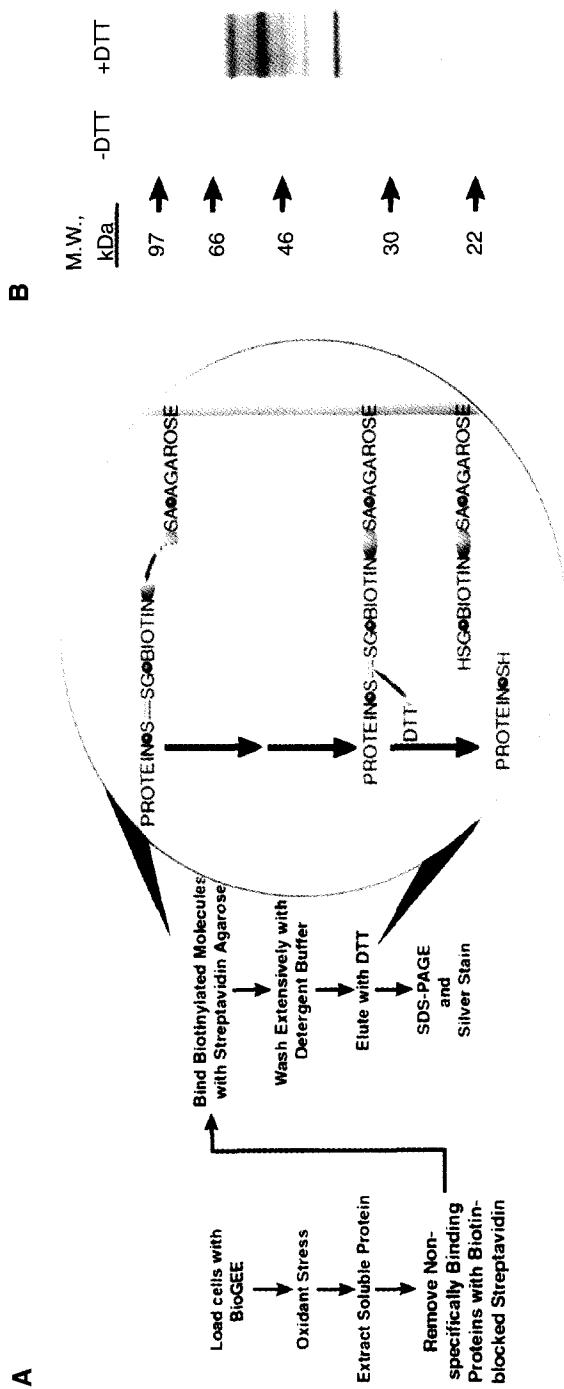 A
Load cells with
BioGEE
Oxidant Stress
Extract Soluble Protein
Remove Non-
specifically Binding
Proteins with Biotin-
blocked Streptavidin
Bind Biotinylated Molecules
with Streptavidin Agarose
Wash Extensively with
Detergent Buffer
Elute with DTT
SDS-PAGE
and
Silver Stain
PROTEIN S SG BIOTIN
SA AGAROSE
PROTEIN S SG BIOTIN SA AGAROSE
DTT
HSG BIOTIN SA AGAROSE
PROTEIN SH
B
M.W.,
kDa
-DTT +DTT
97
66
46
30
22